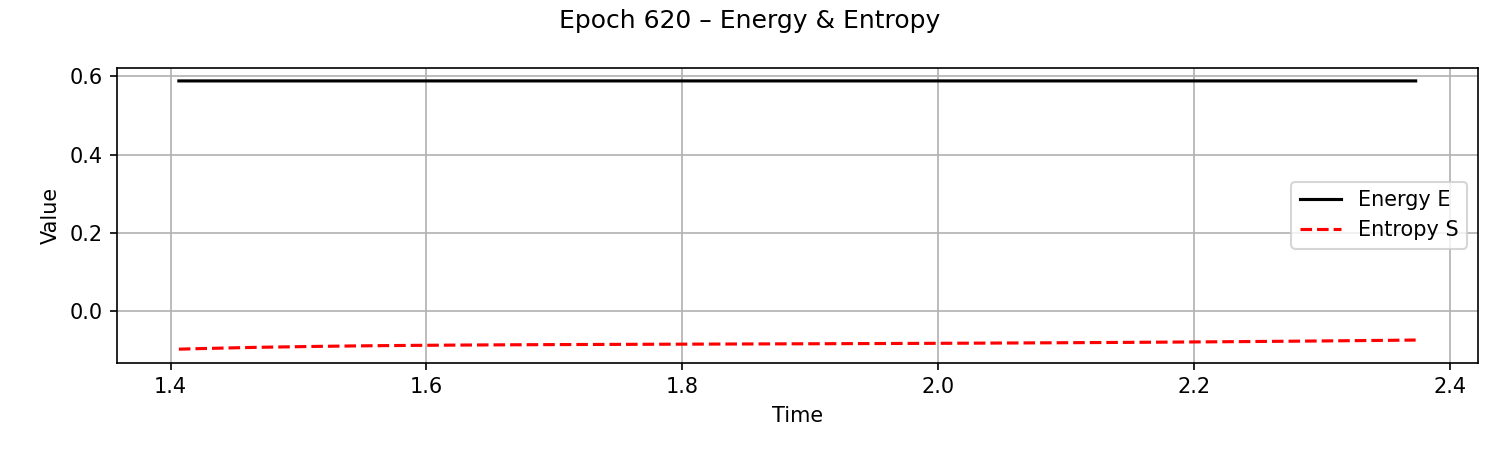 Epoch 620 – Energy & Entropy
0.6
0.4
0.2
0.0
Value
Energy E
Entropy S
1.4 1.6 1.8 2.0 2.2 2.4
Time